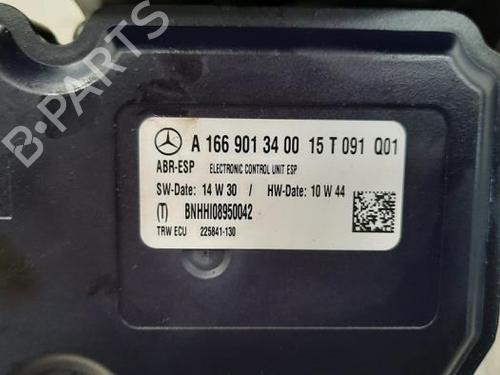 B-PARTS
A 166 901 34 00 15 T 091 Q01
ABR-ESP ELECTRONIC CONTROL UNIT ESP
SW-Date: 14 W 30 / HW-Date: 10 W 44
(T) BNHHI08950042
TRW ECU 225841-130